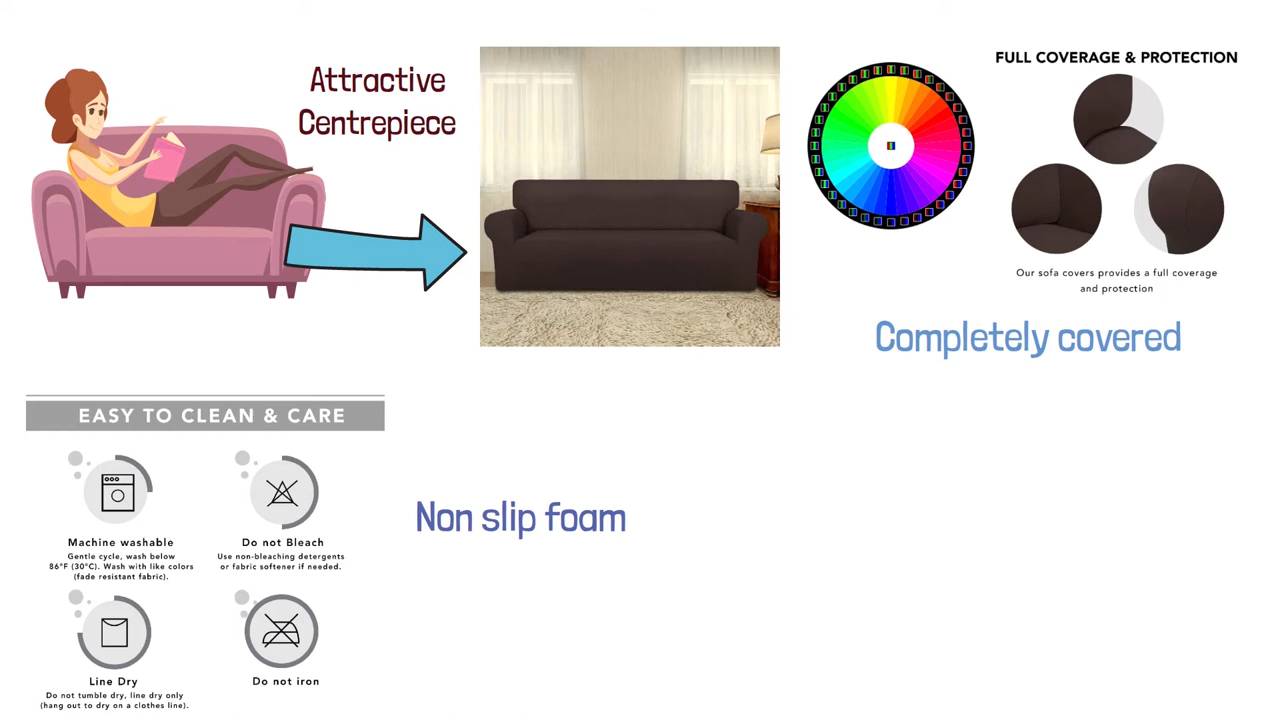 Attractive
Centrepiece
FULL COVERAGE & PROTECTION
Our sofa covers provides a full coverage
and protection
Completely covered
EASY TO CLEAN & CARE
Machine washable
Gentle cycle, wash below
86°F (30°C). Wash with like colors
(fade resistant fabric).
Do not Bleach
Use non-bleaching detergents
or fabric softener if needed.
Non slip foam
Line Dry
Do not tumble dry, line dry only
(hang out to dry on a clothes line).
Do not iron